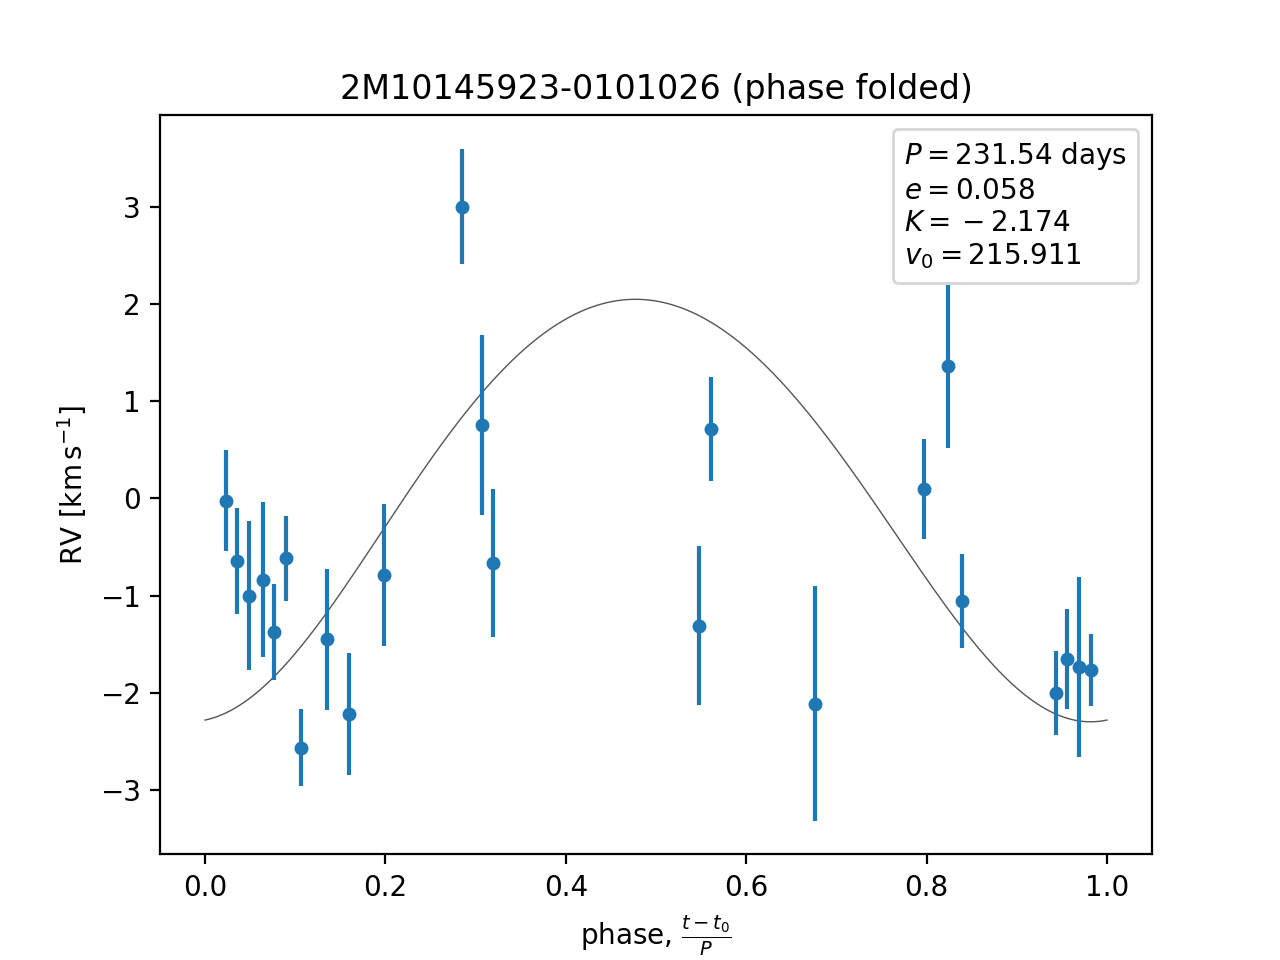 2M10145923-0101026 (phase folded)
P = 231.54 days
e = 0.058
K = −2.174
v₀ = 215.911
RV [km s⁻¹]
3
2
1
0
−1
−2
−3
0.0 0.2 0.4 0.6 0.8 1.0
phase, (t − t₀)/P